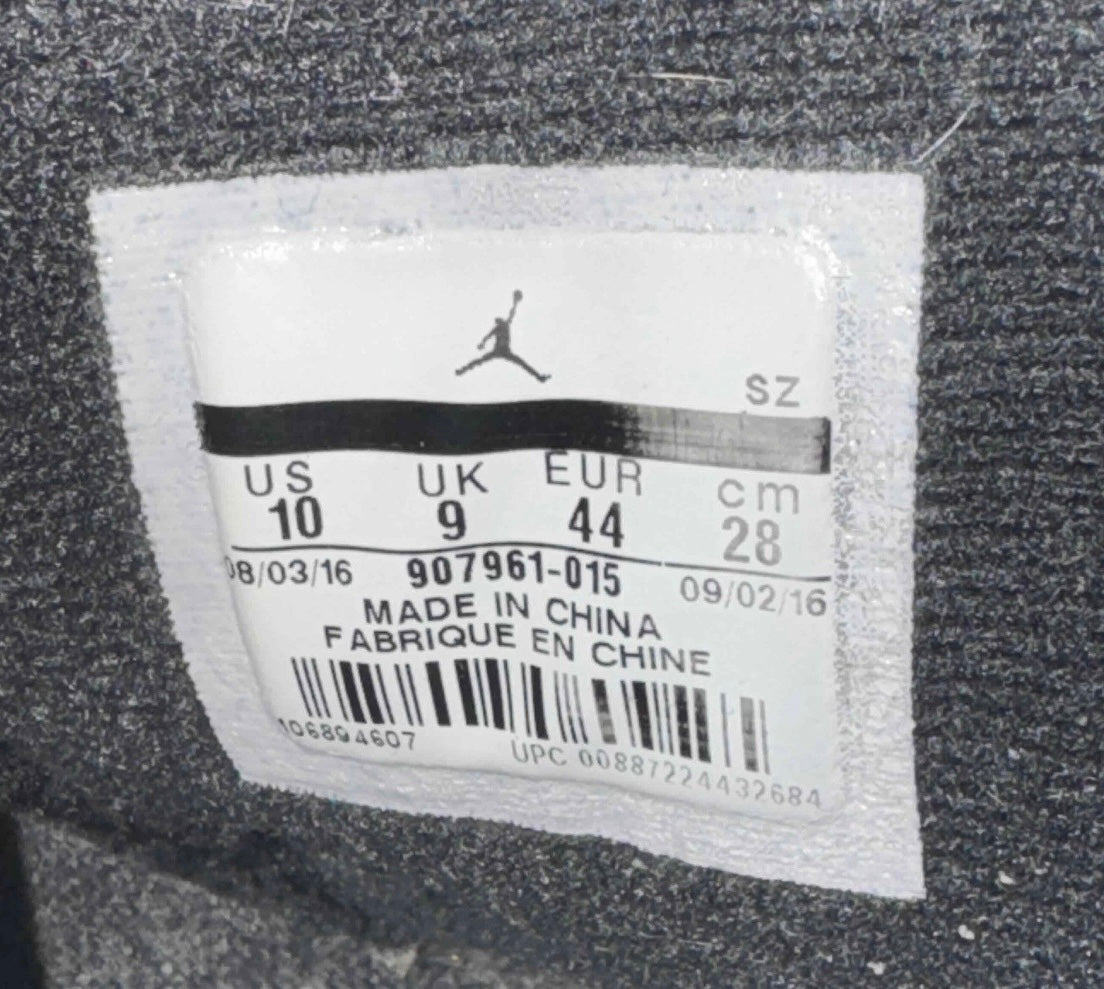 SZ
US UK EUR cm
10 9 44 28
08/03/16 907961-015 09/02/16
MADE IN CHINA
FABRIQUE EN CHINE
106894607 UPC 00887224432684